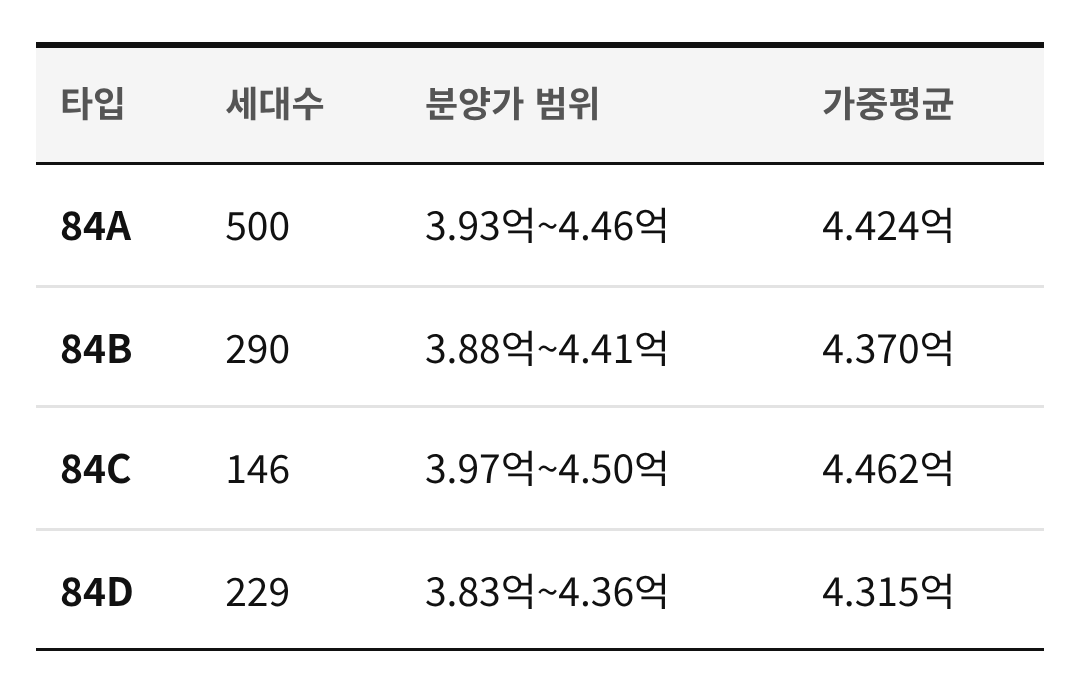 타입 세대수 분양가 범위 가중평균
84A 500 3.93억~4.46억 4.424억
84B 290 3.88억~4.41억 4.370억
84C 146 3.97억~4.50억 4.462억
84D 229 3.83억~4.36억 4.315억